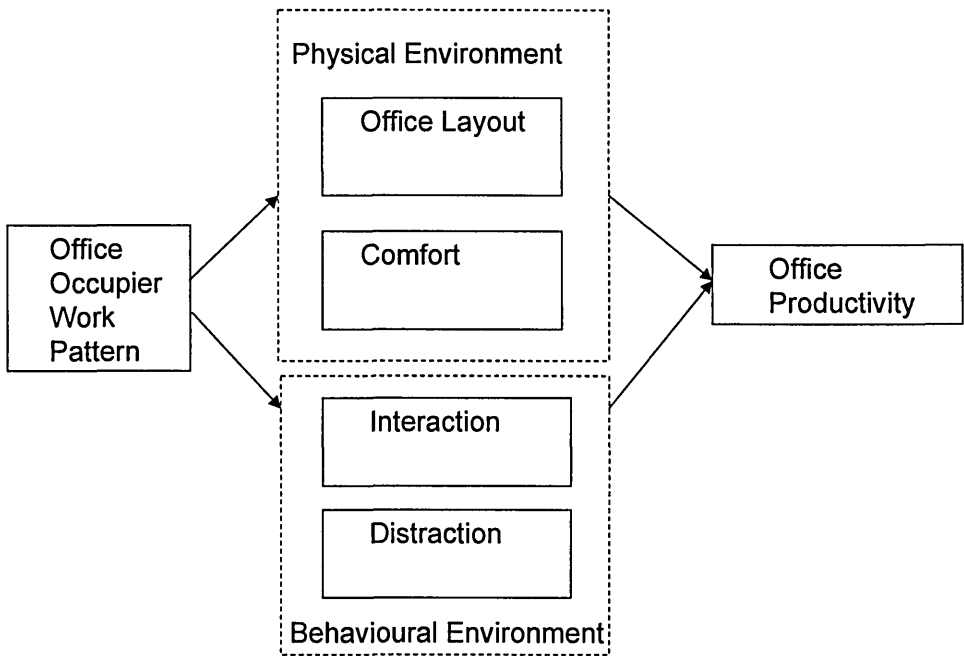 Physical Environment
Office Layout
Comfort
Office
Occupier
Work
Pattern
Office
Productivity
Interaction
Distraction
Behavioural Environment